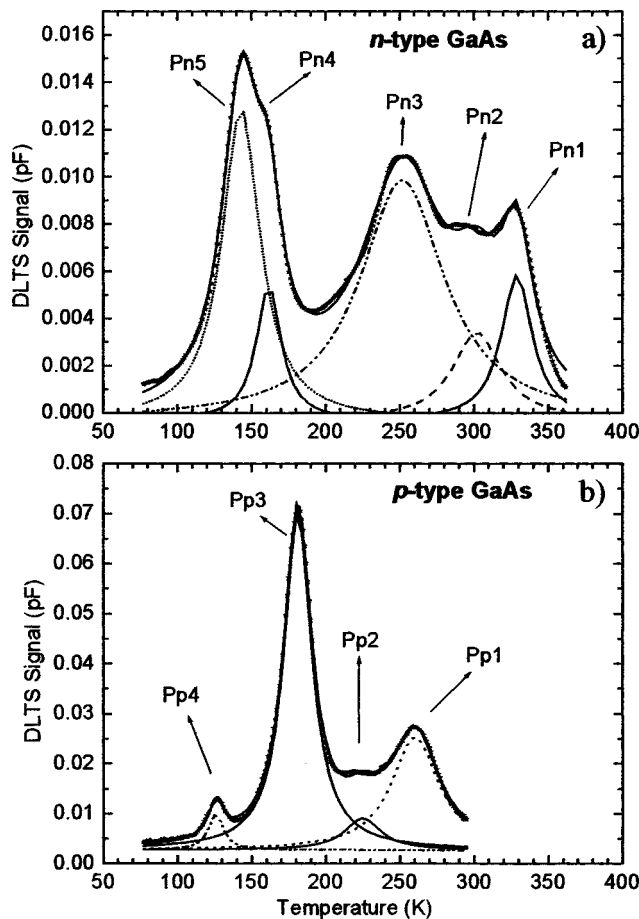 n-type GaAs a)
Pn5
Pn4
Pn3
Pn2
Pn1
DLTS Signal (pF)
0.016
0.014
0.012
0.010
0.008
0.006
0.004
0.002
0.000
50 100 150 200 250 300 350 400
p-type GaAs b)
Pp3
Pp2
Pp1
Pp4
DLTS Signal (pF)
0.08
0.07
0.06
0.05
0.04
0.03
0.02
0.01
0.00
50 100 150 200 250 300 350 400
Temperature (K)